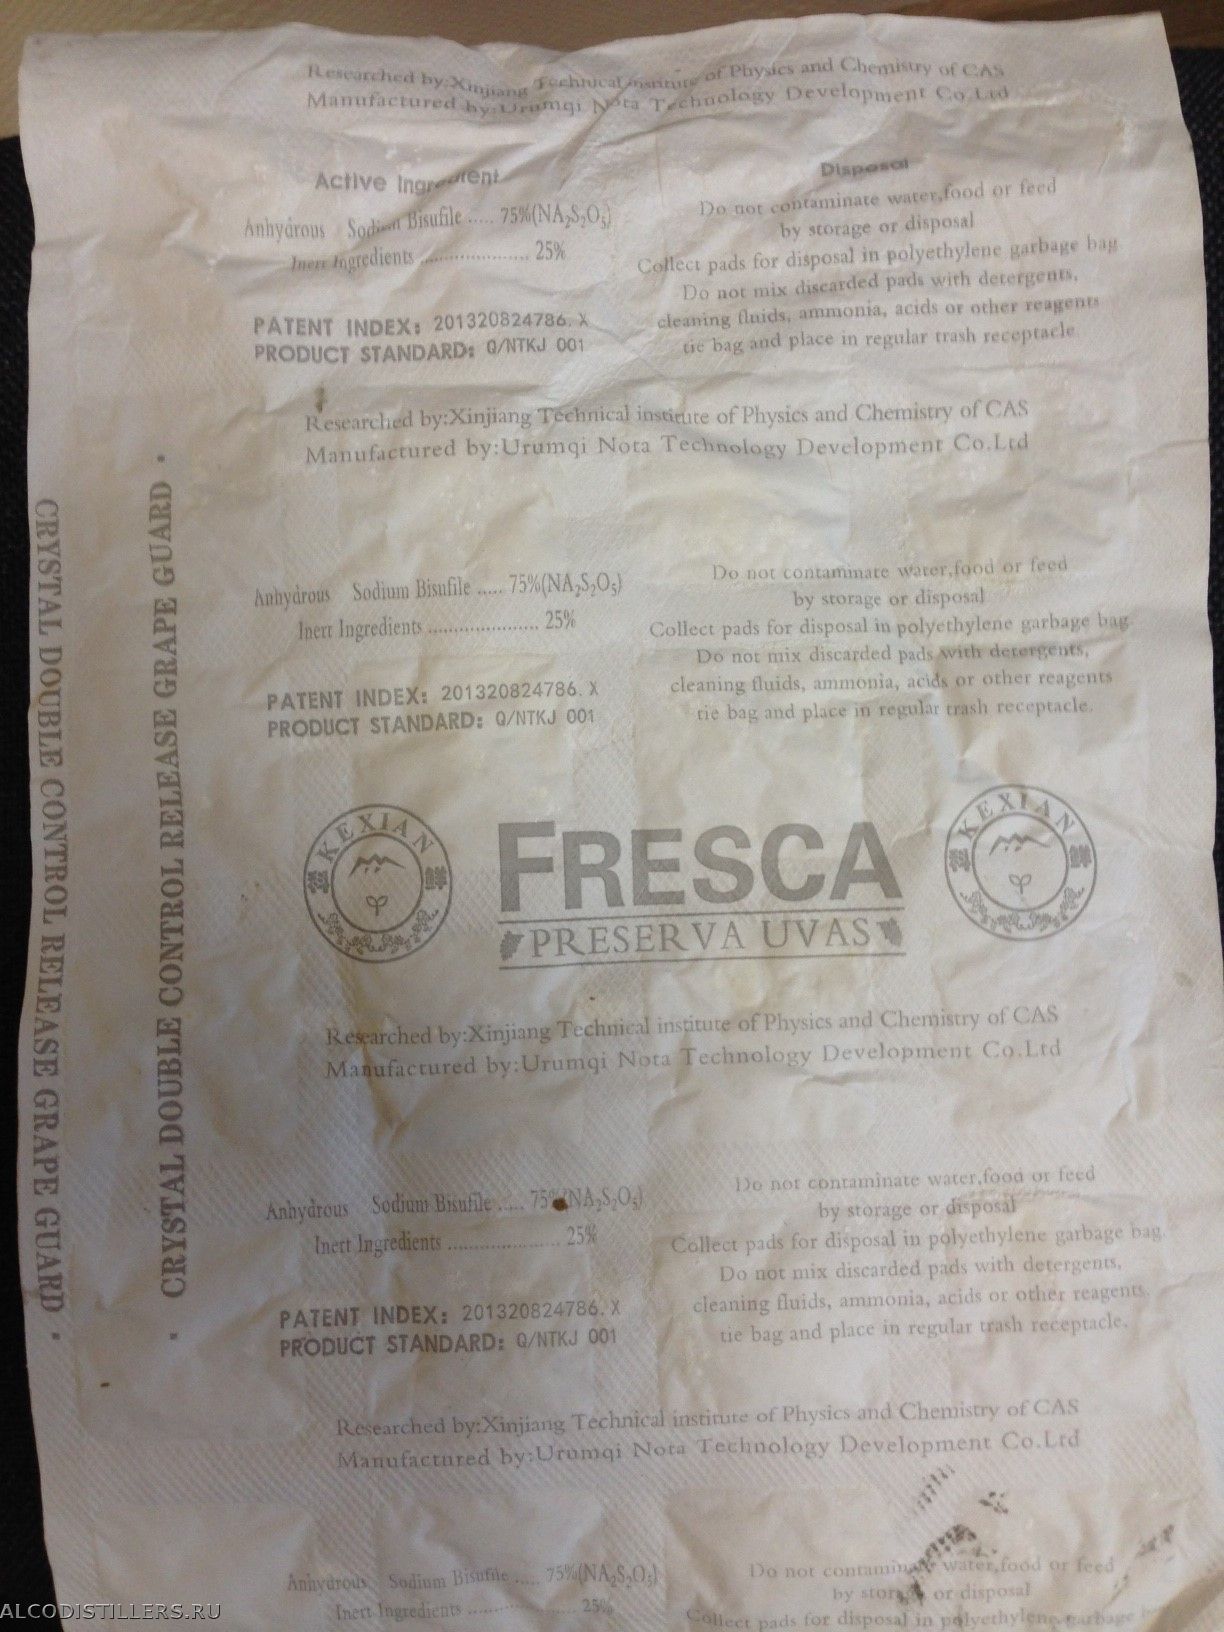 Researched by:Xinjiang Technical institute of Physics and Chemistry of CAS
Manufactured by:Urumqi Nota Technology Development Co.Ltd
Active Ingredient
Anhydrous Sodium Bisufile ..... 75%(NA2S2O5)
Inert Ingredients ..................... 25%
PATENT INDEX: 201320824786. X
PRODUCT STANDARD: Q/NTKJ 001
Disposal
Do not contaminate water,food or feed
by storage or disposal
Collect pads for disposal in polyethylene garbage bag.
Do not mix discarded pads with detergents,
cleaning fluids, ammonia, acids or other reagents
tie bag and place in regular trash receptacle.
Researched by:Xinjiang Technical institute of Physics and Chemistry of CAS
Manufactured by:Urumqi Nota Technology Development Co.Ltd
Anhydrous Sodium Bisufile ..... 75%(NA2S2O5)
Inert Ingredients ...................... 25%
PATENT INDEX: 201320824786. X
PRODUCT STANDARD: Q/NTKJ 001
Do not contaminate water,food or feed
by storage or disposal
Collect pads for disposal in polyethylene garbage bag.
Do not mix discarded pads with detergents,
cleaning fluids, ammonia, acids or other reagents
tie bag and place in regular trash receptacle.
CRYSTAL DOUBLE CONTROL RELEASE GRAPE GUARD
CRYSTAL DOUBLE CONTROL RELEASE GRAPE GUARD
KEXIAN
FRESCA
PRESERVA UVAS
KEXIAN
Researched by:Xinjiang Technical institute of Physics and Chemistry of CAS
Manufactured by:Urumqi Nota Technology Development Co.Ltd
Anhydrous Sodium Bisufile ..... 75%(NA2S2O5)
Inert Ingredients ...................... 25%
PATENT INDEX: 201320824786. X
PRODUCT STANDARD: Q/NTKJ 001
Do not contaminate water,food or feed
by storage or disposal
Collect pads for disposal in polyethylene garbage bag.
Do not mix discarded pads with detergents,
cleaning fluids, ammonia, acids or other reagents
tie bag and place in regular trash receptacle.
Researched by:Xinjiang Technical institute of Physics and Chemistry of CAS
Manufactured by:Urumqi Nota Technology Development Co.Ltd
Anhydrous Sodium Bisufile ..... 75%(NA2S2O5)
Inert Ingredients ...................... 25%
Do not contaminate water,food or feed
by storage or disposal
Collect pads for disposal in polyethylene garbage
ALCODISTILLERS.RU